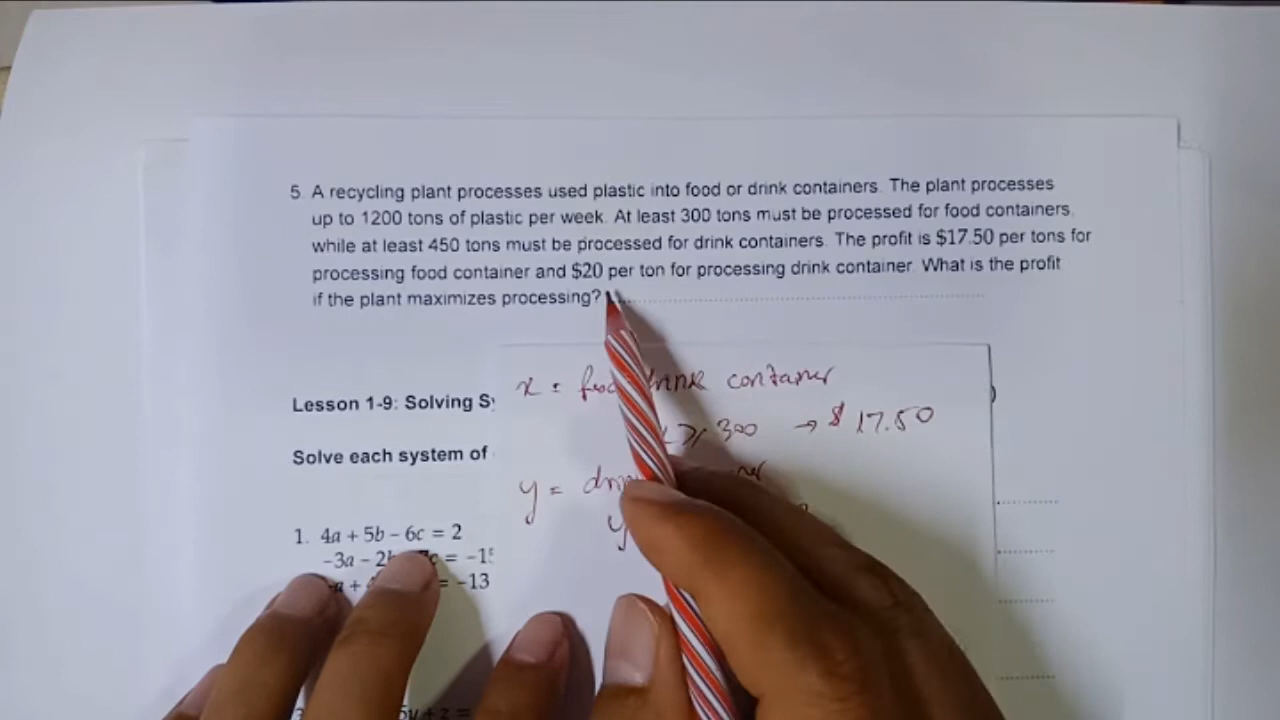 5. A recycling plant processes used plastic into food or drink containers. The plant processes
up to 1200 tons of plastic per week. At least 300 tons must be processed for food containers,
while at least 450 tons must be processed for drink containers. The profit is $17.50 per tons for
processing food container and $20 per ton for processing drink container. What is the profit
if the plant maximizes processing?
x = drink container
⩾ 300 → $ 17.50
Lesson 1-9: Solving
Solve each system of
y =
y
1. 4a + 5b – 6c = 2
-3a – 2
= –13